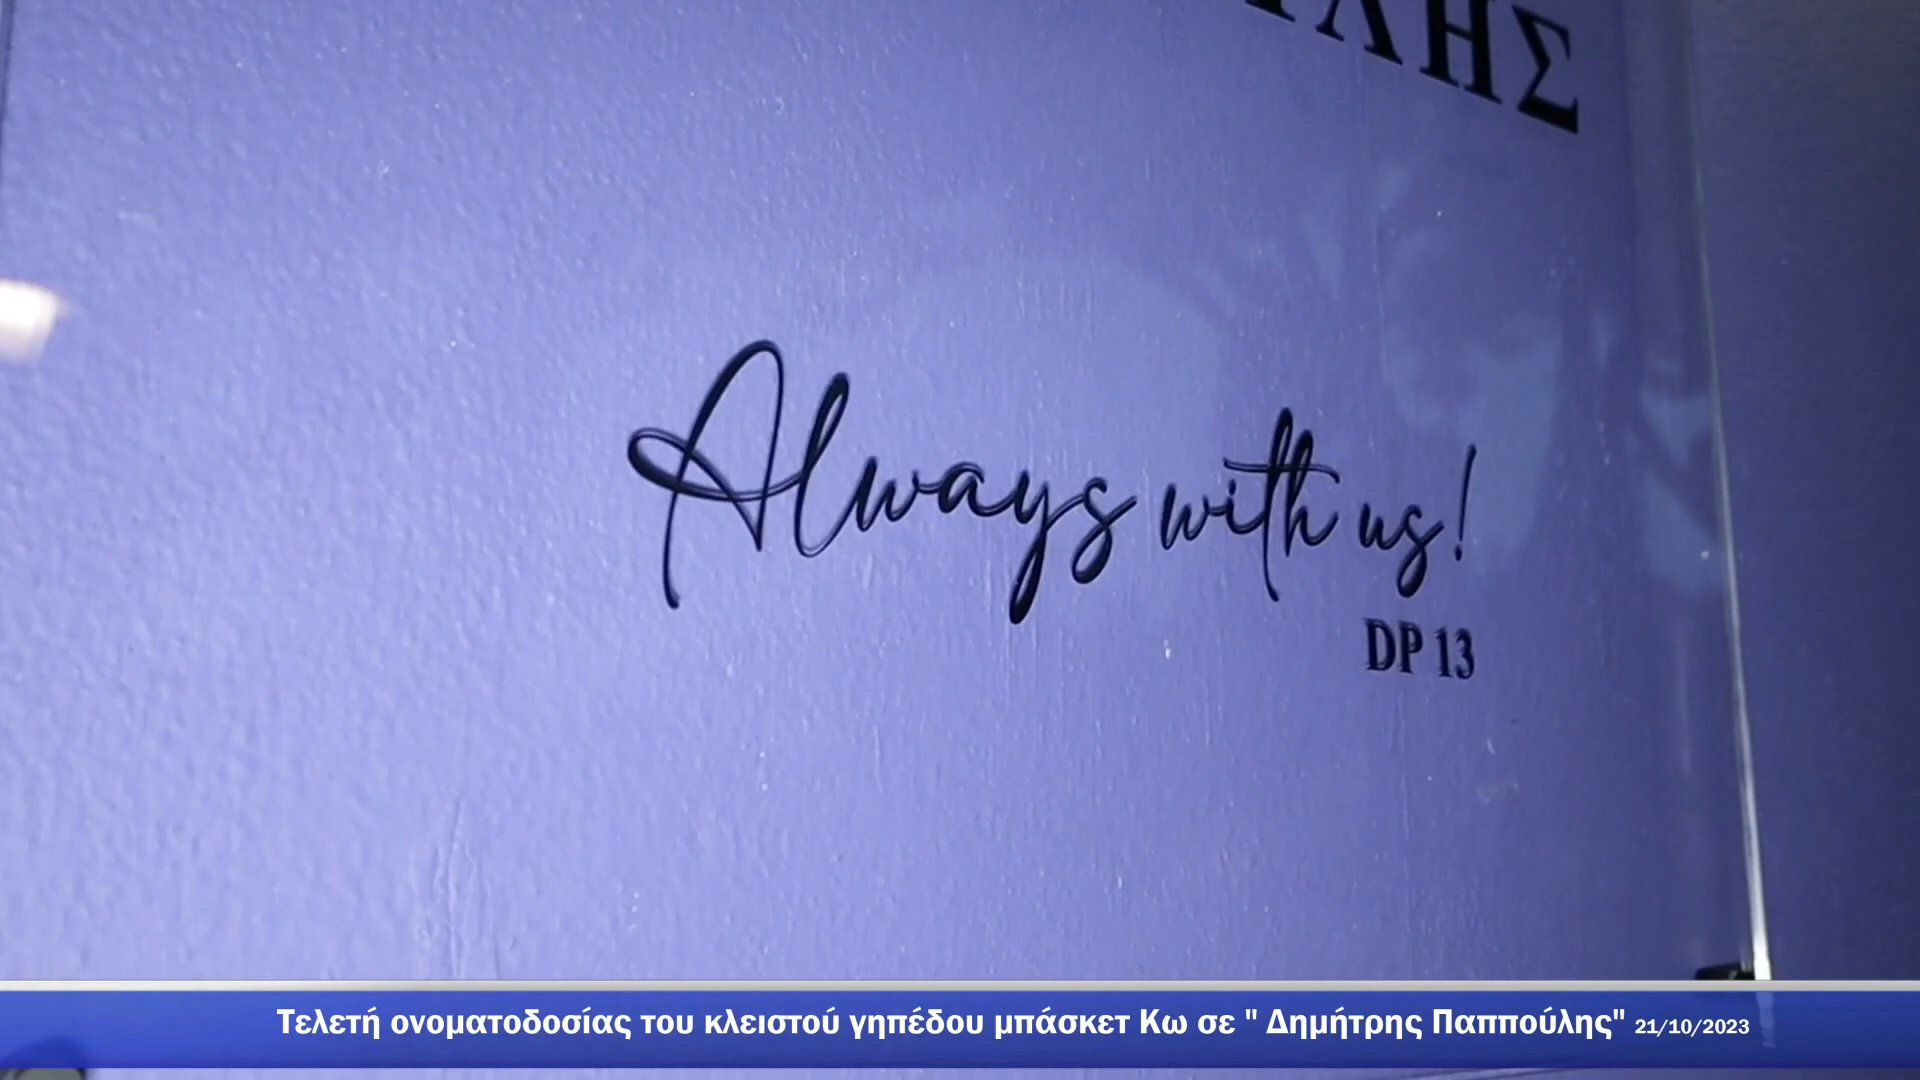 Always with us!
DP 13
Τελετή ονοματοδοσίας του κλειστού γηπέδου μπάσκετ Κω σε " Δημήτρης Παππούλης" 21/10/2023